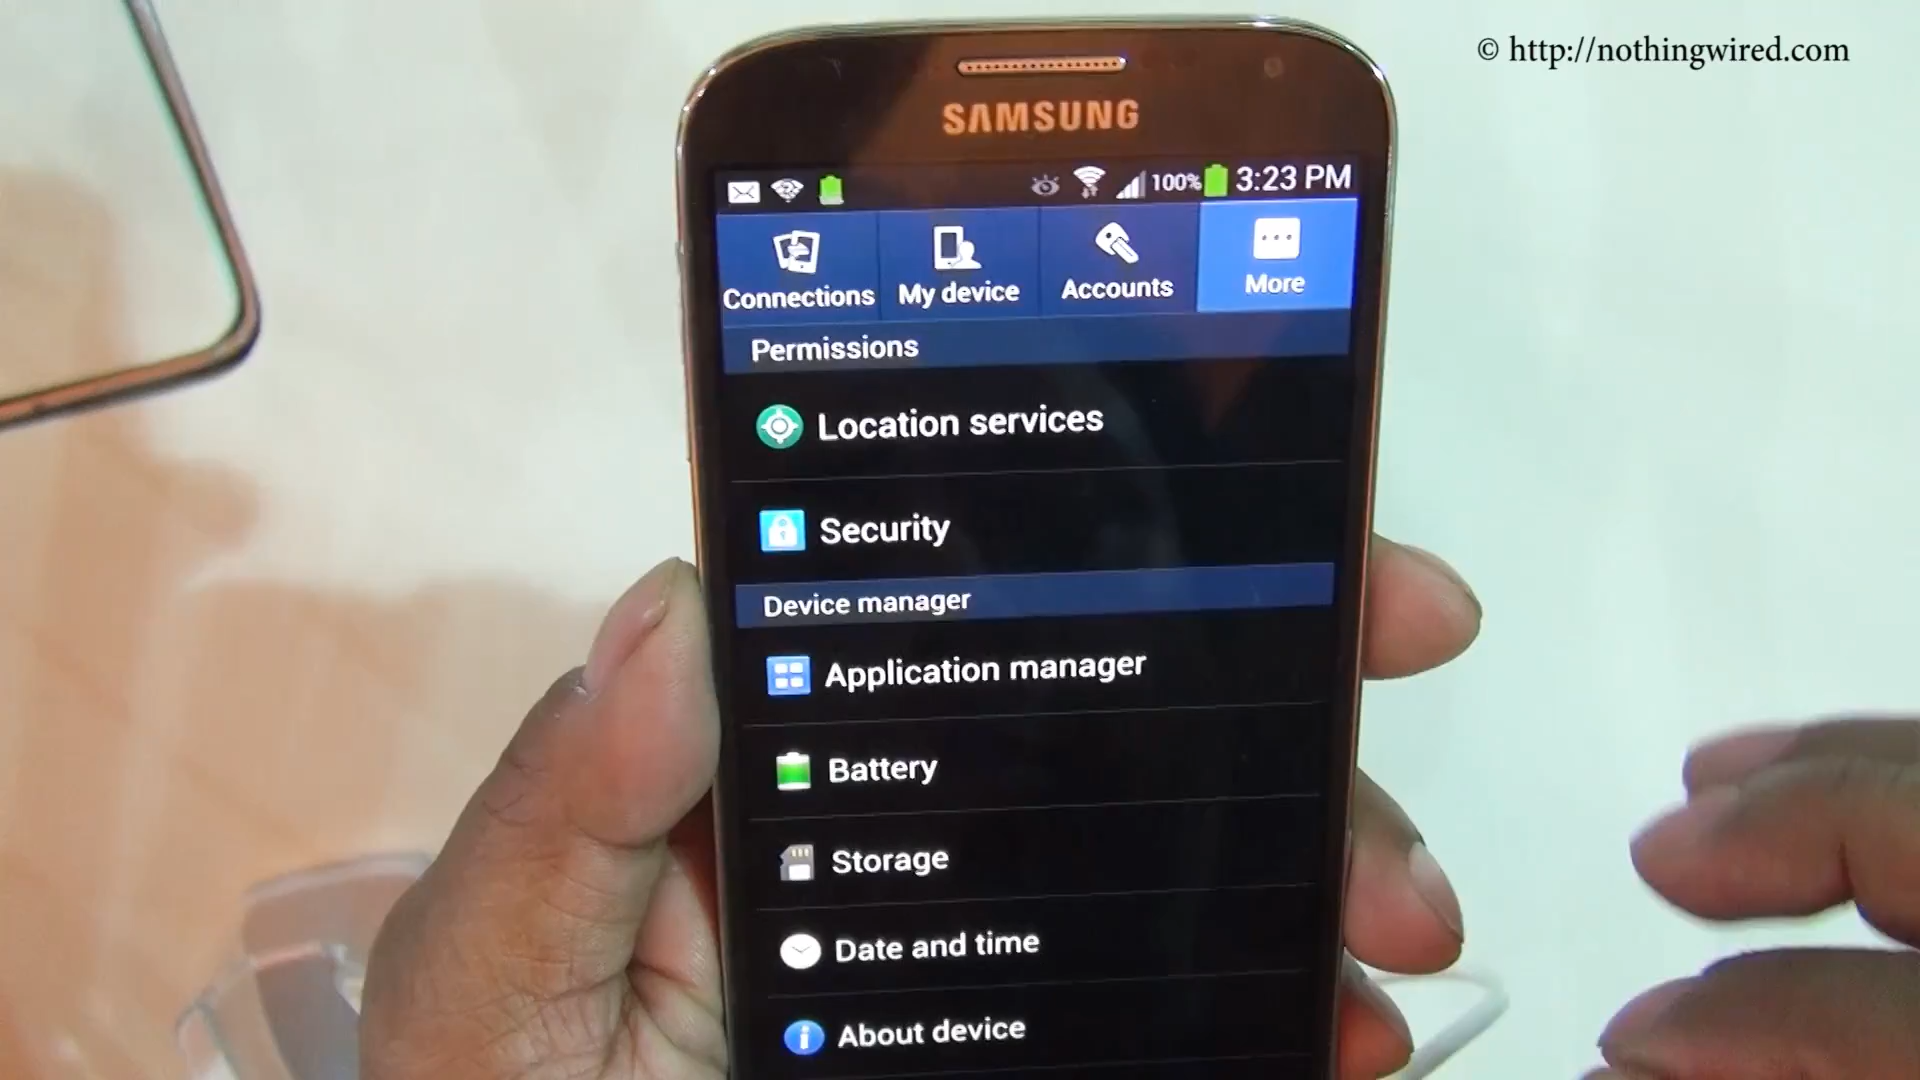 © http://nothingwired.com
SAMSUNG
100% 3:23 PM
Connections My device Accounts More
Permissions
Location services
Security
Device manager
Application manager
Battery
Storage
Date and time
About device